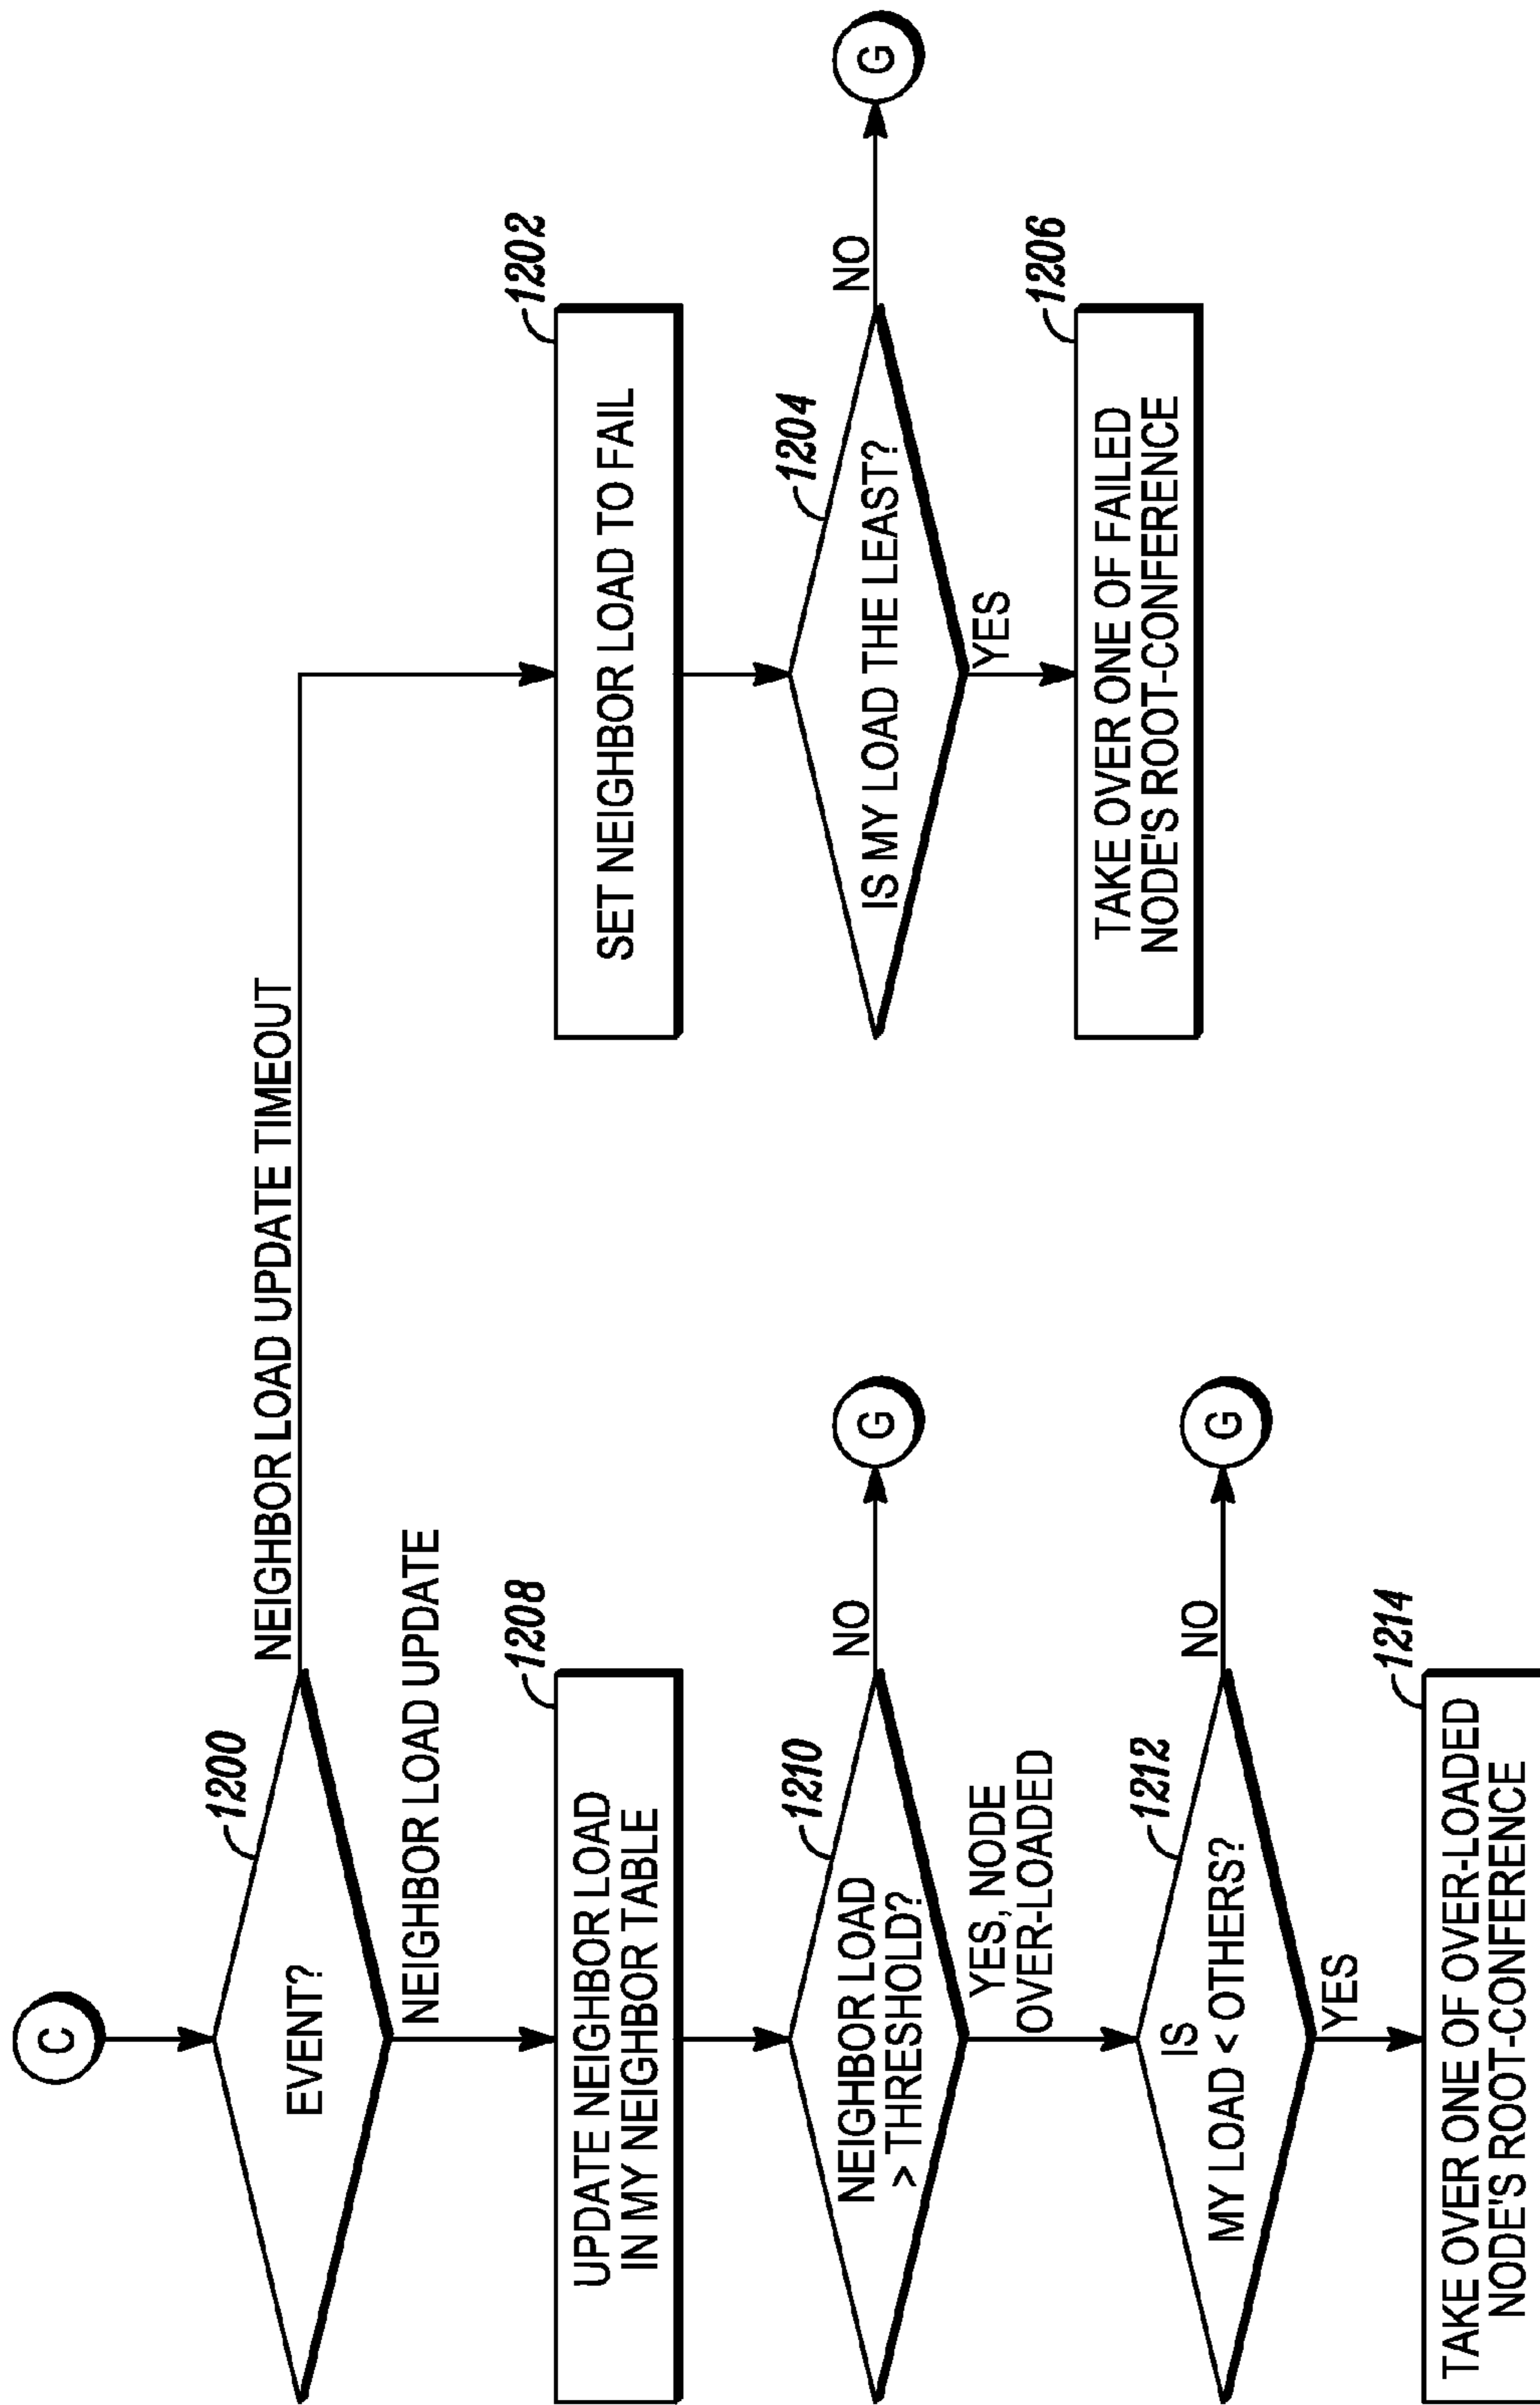 C
1200
EVENT?
NEIGHBOR LOAD UPDATE TIMEOUT
NEIGHBOR LOAD UPDATE
1208
UPDATE NEIGHBOR LOAD
IN MY NEIGHBOR TABLE
1210
NEIGHBOR LOAD
> THRESHOLD?
NO
G
YES, NODE
OVER-LOADED
1212
IS
MY LOAD < OTHERS?
NO
G
YES
1214
TAKE OVER ONE OF OVER-LOADED
NODE'S ROOT-CONFERENCE
1202
SET NEIGHBOR LOAD TO FAIL
1204
IS MY LOAD THE LEAST?
NO
G
YES
1206
TAKE OVER ONE OF FAILED
NODE'S ROOT-CONFERENCE